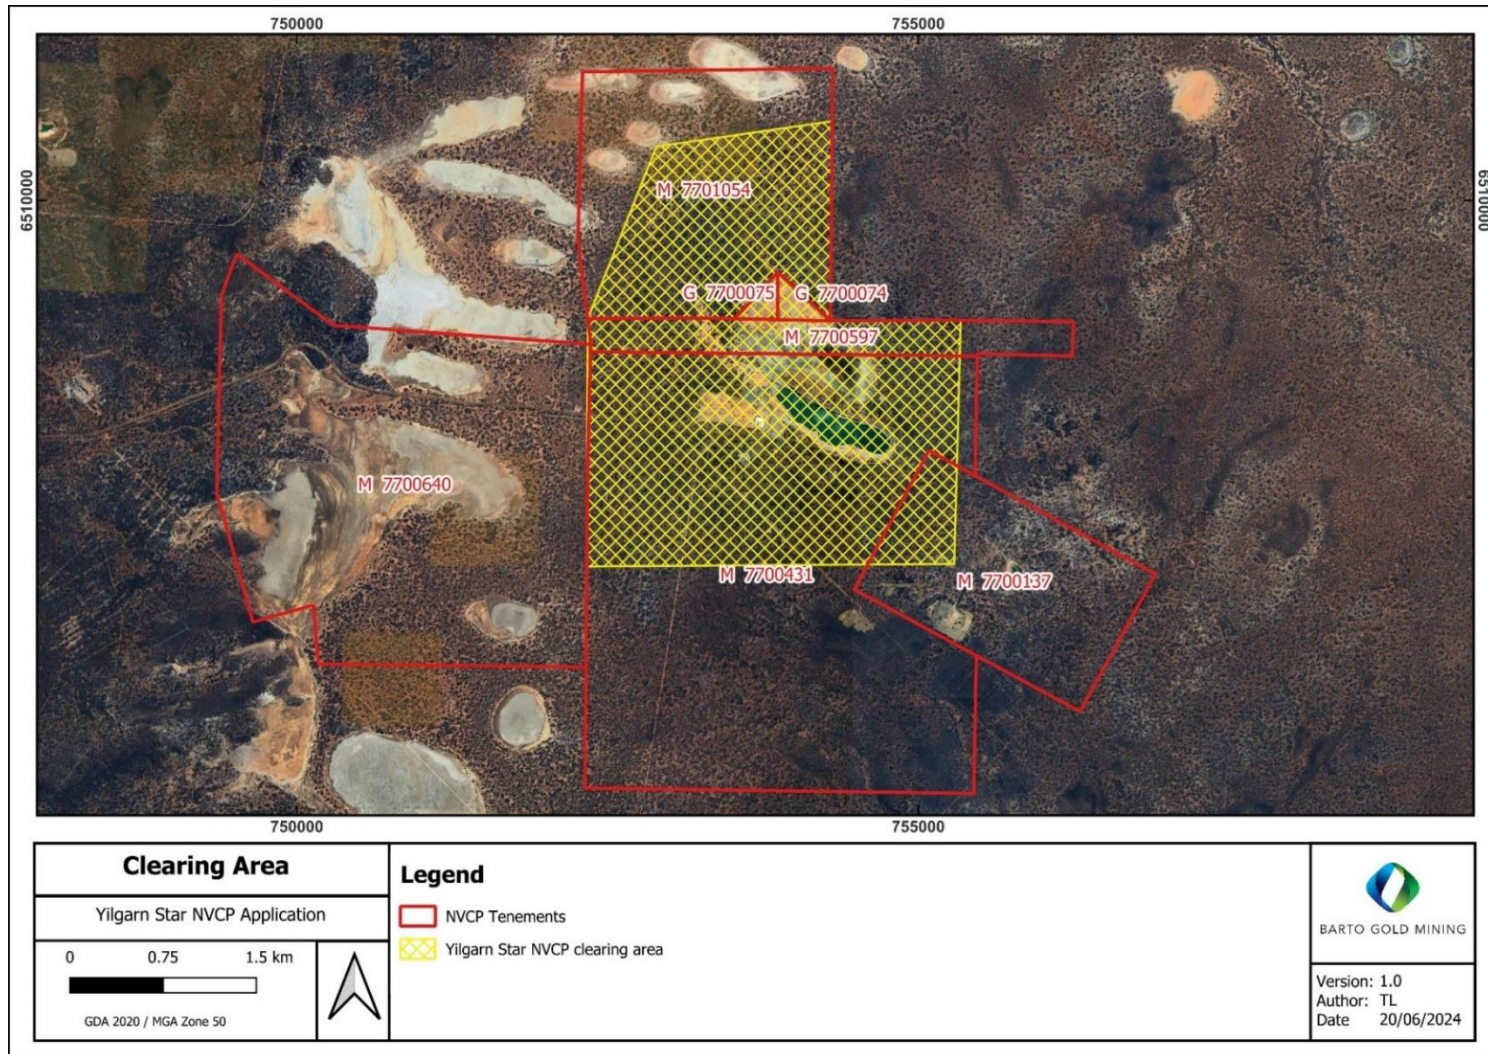 750000 755000
6510000 6510000
M 7701054
G 7700075 G 7700074
M 7700597
M 7700640
M 7700431
M 7700137
750000 755000
Clearing Area
Yilgarn Star NVCP Application
0 0.75 1.5 km
GDA 2020 / MGA Zone 50
Legend
NVCP Tenements
Yilgarn Star NVCP clearing area
BARTO GOLD MINING
Version: 1.0
Author: TL
Date 20/06/2024